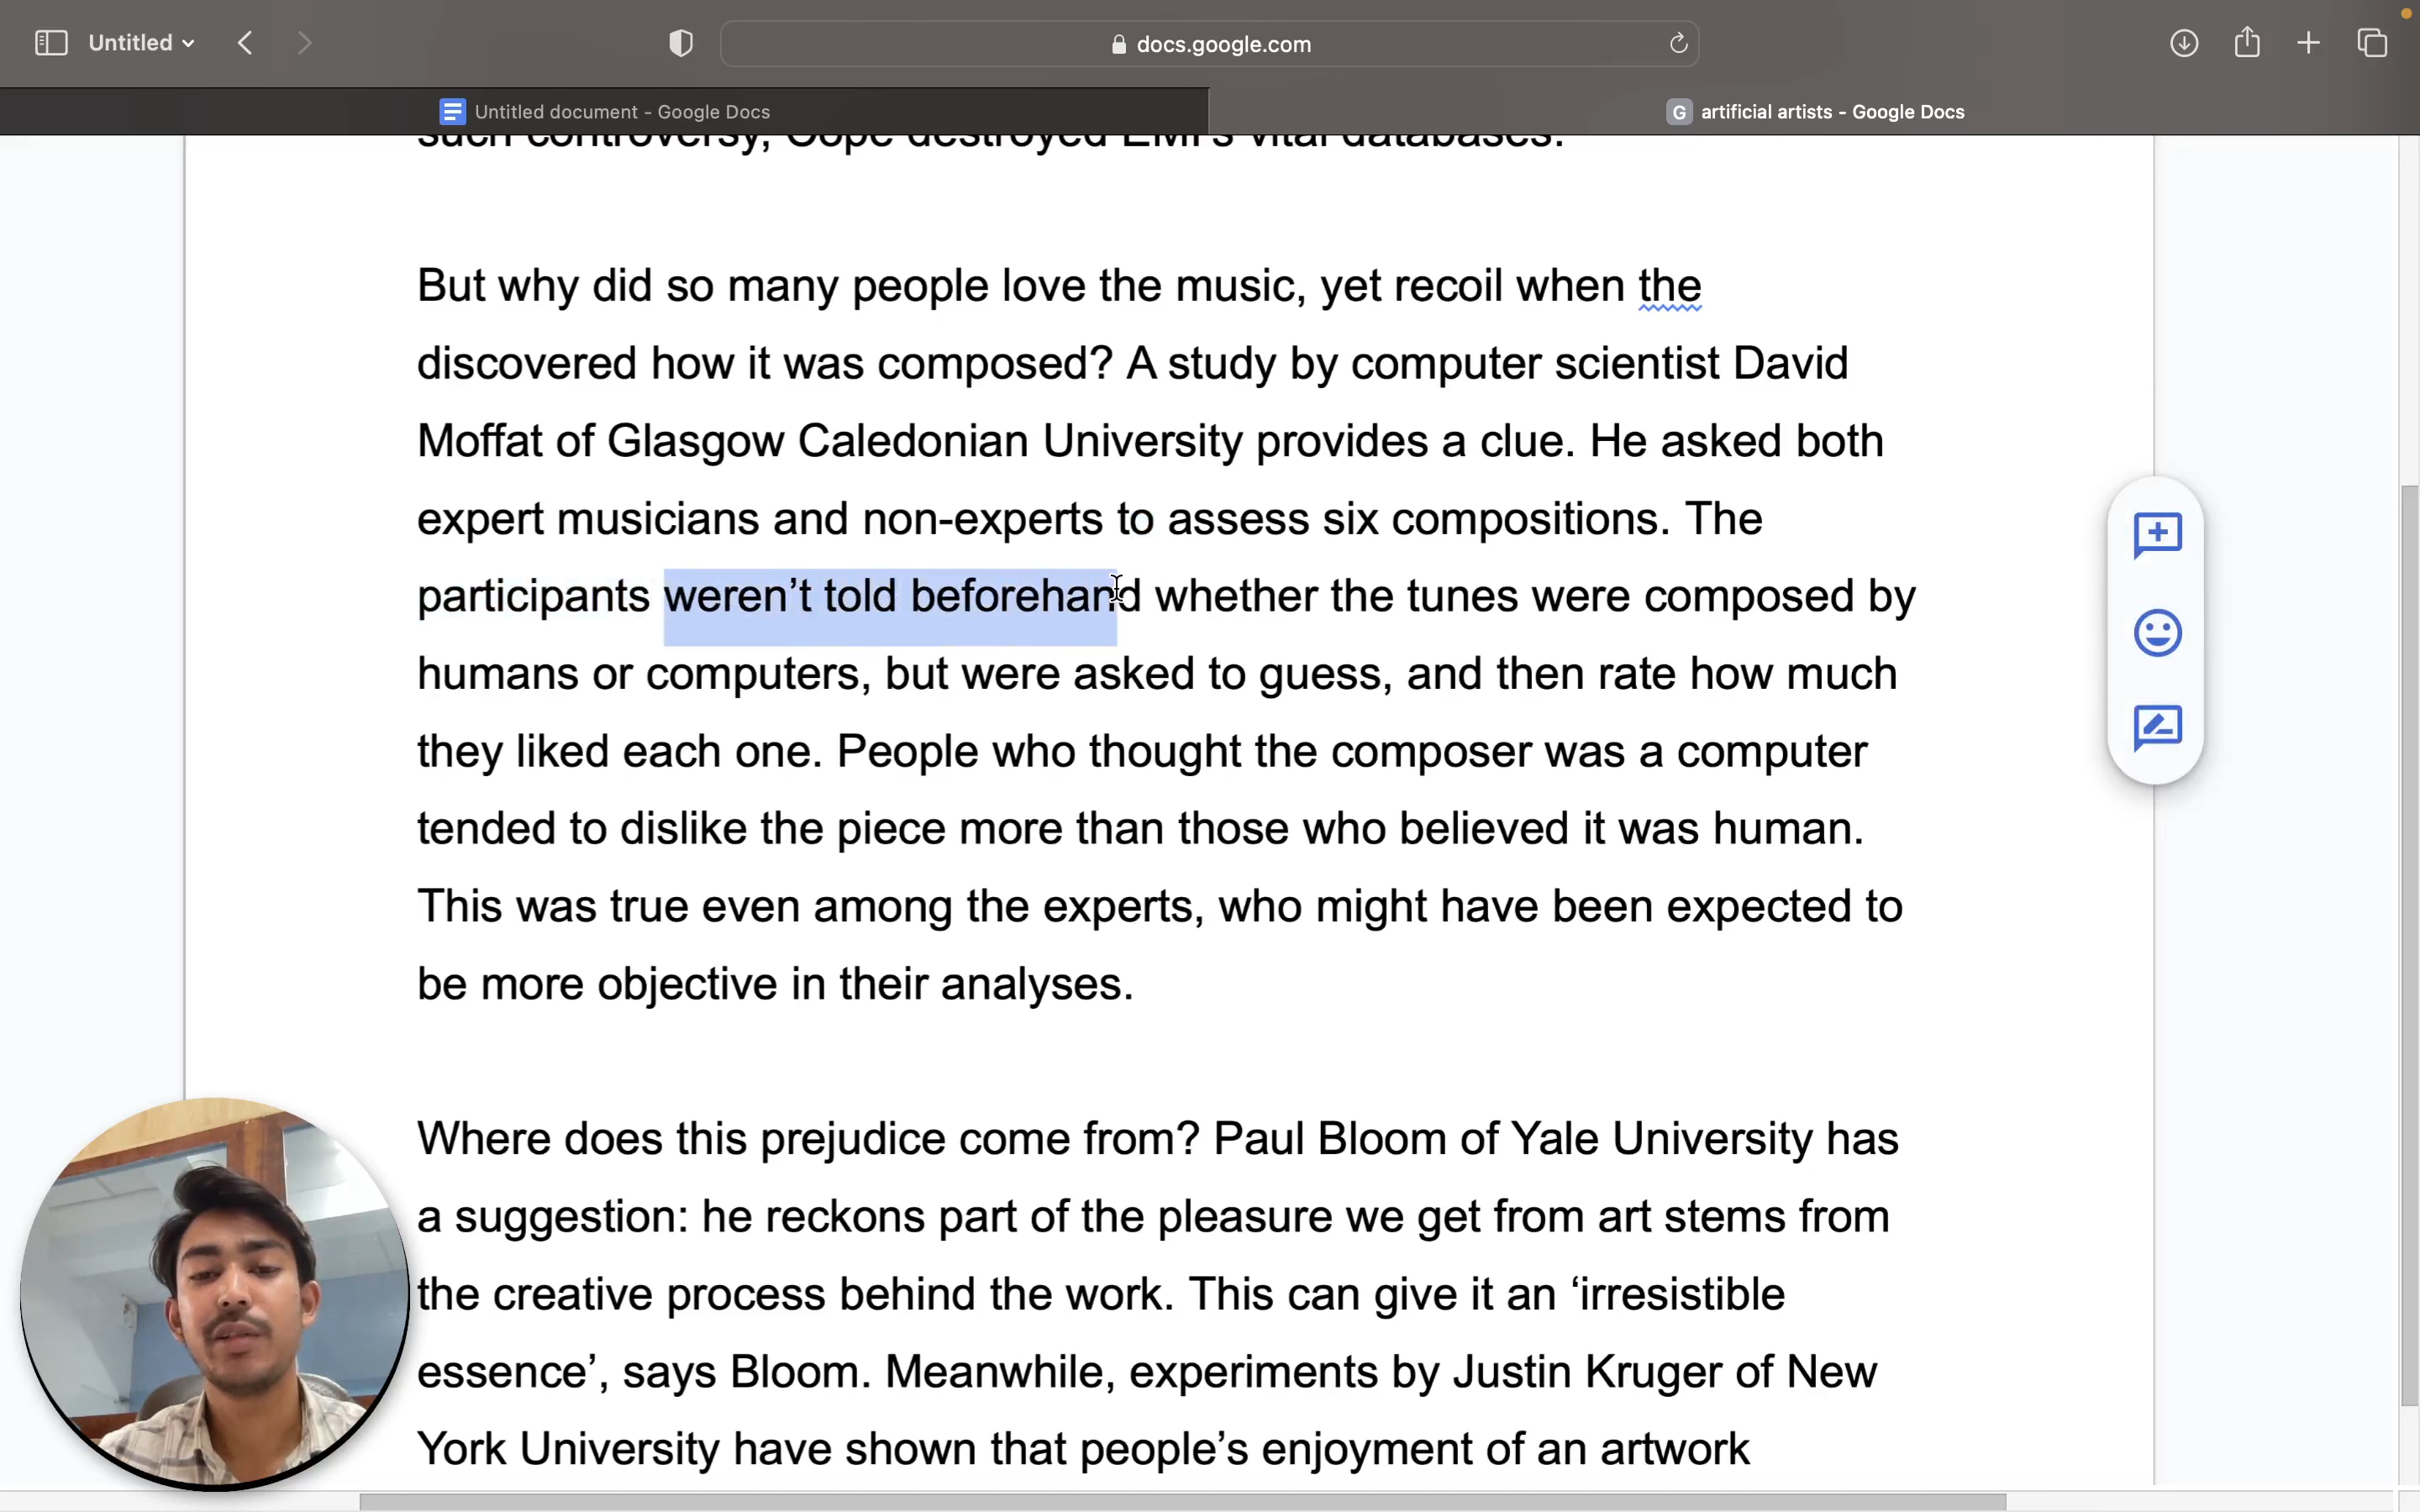 Untitled
docs.google.com
Untitled document - Google Docs
G artificial artists - Google Docs
such controversy, Cope destroyed EMI's vital databases.
But why did so many people love the music, yet recoil when the
discovered how it was composed? A study by computer scientist David
Moffat of Glasgow Caledonian University provides a clue. He asked both
expert musicians and non-experts to assess six compositions. The
participants weren’t told beforehand whether the tunes were composed by
humans or computers, but were asked to guess, and then rate how much
they liked each one. People who thought the composer was a computer
tended to dislike the piece more than those who believed it was human.
This was true even among the experts, who might have been expected to
be more objective in their analyses.
Where does this prejudice come from? Paul Bloom of Yale University has
a suggestion: he reckons part of the pleasure we get from art stems from
the creative process behind the work. This can give it an ‘irresistible
essence’, says Bloom. Meanwhile, experiments by Justin Kruger of New
York University have shown that people’s enjoyment of an artwork